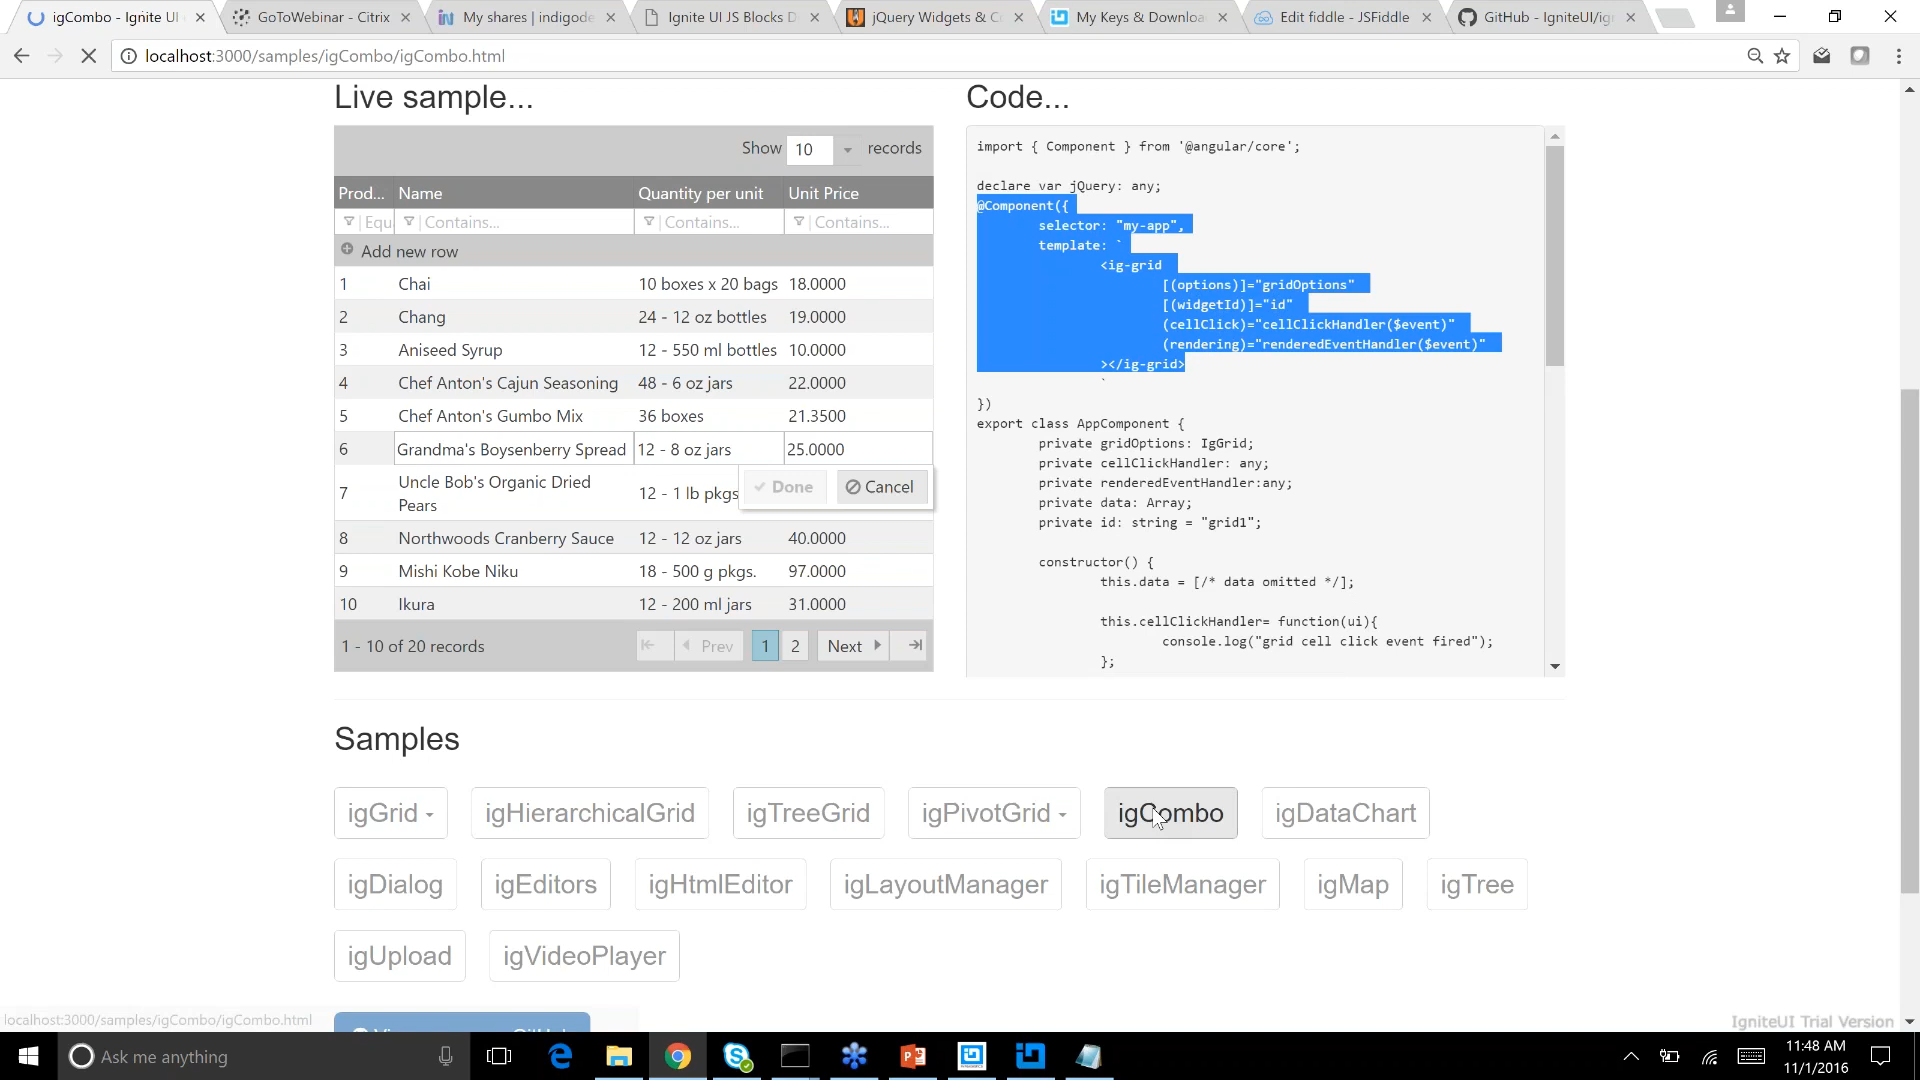 igCombo - Ignite UI
GoToWebinar - Citrix
My shares | indigode
Ignite UI JS Blocks D
jQuery Widgets & C
My Keys & Downloa
Edit fiddle - JSFiddle
GitHub - IgniteUI/ig
localhost:3000/samples/igCombo/igCombo.html
Live sample...
Show 10 records
Prod... Name Quantity per unit Unit Price
Equ Contains... Contains... Contains...
Add new row
1 Chai 10 boxes x 20 bags 18.0000
2 Chang 24 - 12 oz bottles 19.0000
3 Aniseed Syrup 12 - 550 ml bottles 10.0000
4 Chef Anton's Cajun Seasoning 48 - 6 oz jars 22.0000
5 Chef Anton's Gumbo Mix 36 boxes 21.3500
6 Grandma's Boysenberry Spread 12 - 8 oz jars 25.0000
7 Uncle Bob's Organic Dried Pears 12 - 1 lb pkgs
Done Cancel
8 Northwoods Cranberry Sauce 12 - 12 oz jars 40.0000
9 Mishi Kobe Niku 18 - 500 g pkgs. 97.0000
10 Ikura 12 - 200 ml jars 31.0000
1 - 10 of 20 records Prev 1 2 Next
Code...
import { Component } from '@angular/core';
declare var jQuery: any;
@Component({
selector: "my-app",
template: `
<ig-grid
[(options)]="gridOptions"
[(widgetId)]="id"
(cellClick)="cellClickHandler($event)"
(rendering)="renderedEventHandler($event)"
></ig-grid>
`
})
export class AppComponent {
private gridOptions: IgGrid;
private cellClickHandler: any;
private renderedEventHandler:any;
private data: Array;
private id: string = "grid1";
constructor() {
this.data = [/* data omitted */];
this.cellClickHandler= function(ui){
console.log("grid cell click event fired");
};
Samples
igGrid igHierarchicalGrid igTreeGrid igPivotGrid igCombo igDataChart
igDialog igEditors igHtmlEditor igLayoutManager igTileManager igMap igTree
igUpload igVideoPlayer
localhost:3000/samples/igCombo/igCombo.html
IgniteUI Trial Version
Ask me anything
11:48 AM
11/1/2016